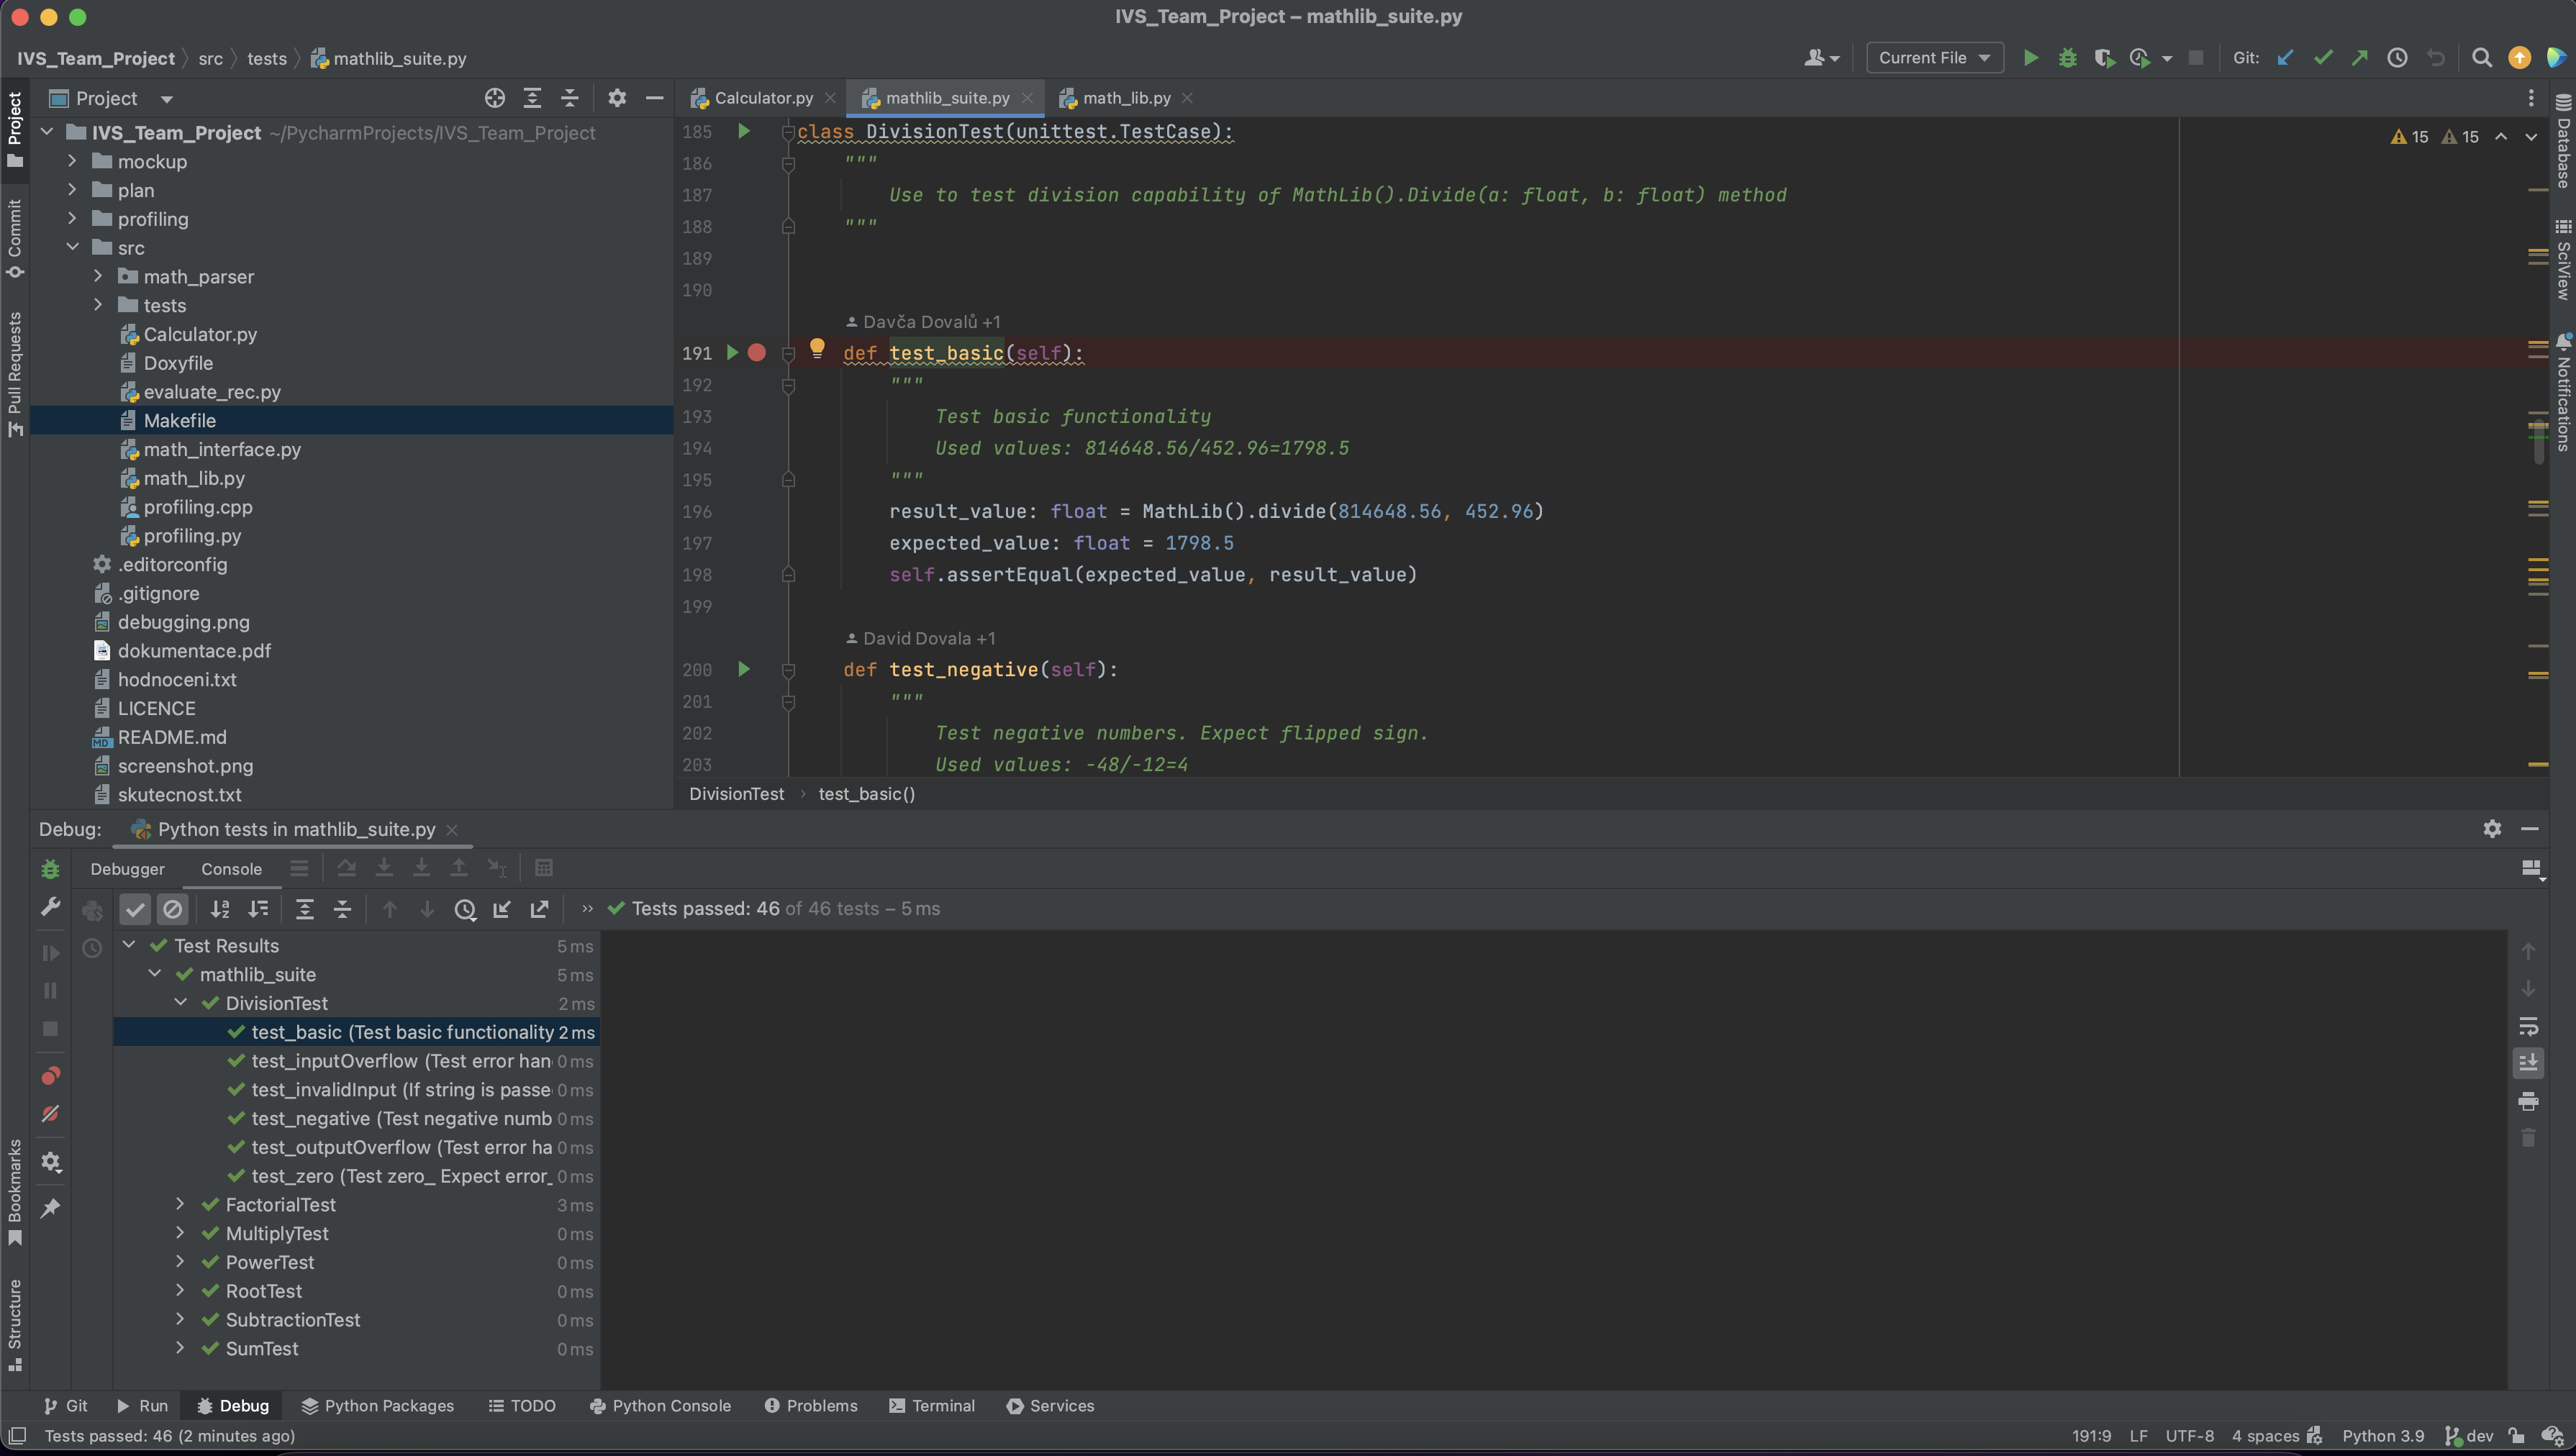 IVS_Team_Project – mathlib_suite.py
IVS_Team_Project src tests mathlib_suite.py
Current File
Git:
Project
Calculator.py
mathlib_suite.py
math_lib.py
IVS_Team_Project ~/PycharmProjects/IVS_Team_Project
mockup
plan
profiling
src
math_parser
tests
Calculator.py
Doxyfile
evaluate_rec.py
Makefile
math_interface.py
math_lib.py
profiling.cpp
profiling.py
.editorconfig
.gitignore
debugging.png
dokumentace.pdf
hodnoceni.txt
LICENCE
README.md
screenshot.png
skutecnost.txt
Project
Commit
Pull Requests
Bookmarks
Structure
185 class DivisionTest(unittest.TestCase):
186 """
187 Use to test division capability of MathLib().Divide(a: float, b: float) method
188 """
189
190
Davča Dovalů +1
191 def test_basic(self):
192 """
193 Test basic functionality
194 Used values: 814648.56/452.96=1798.5
195 """
196 result_value: float = MathLib().divide(814648.56, 452.96)
197 expected_value: float = 1798.5
198 self.assertEqual(expected_value, result_value)
199
David Dovala +1
200 def test_negative(self):
201 """
202 Test negative numbers. Expect flipped sign.
203 Used values: -48/-12=4
15 15
DivisionTest test_basic()
Database
SciView
Notifications
Debug: Python tests in mathlib_suite.py
Debugger Console
Tests passed: 46 of 46 tests – 5 ms
Test Results 5 ms
mathlib_suite 5 ms
DivisionTest 2 ms
test_basic (Test basic functionality 2 ms
test_inputOverflow (Test error han 0 ms
test_invalidInput (If string is passe 0 ms
test_negative (Test negative numb 0 ms
test_outputOverflow (Test error ha 0 ms
test_zero (Test zero_ Expect error_ 0 ms
FactorialTest 3 ms
MultiplyTest 0 ms
PowerTest 0 ms
RootTest 0 ms
SubtractionTest 0 ms
SumTest 0 ms
Git Run Debug Python Packages TODO Python Console Problems Terminal Services
Tests passed: 46 (2 minutes ago)
191:9 LF UTF-8 4 spaces Python 3.9 dev